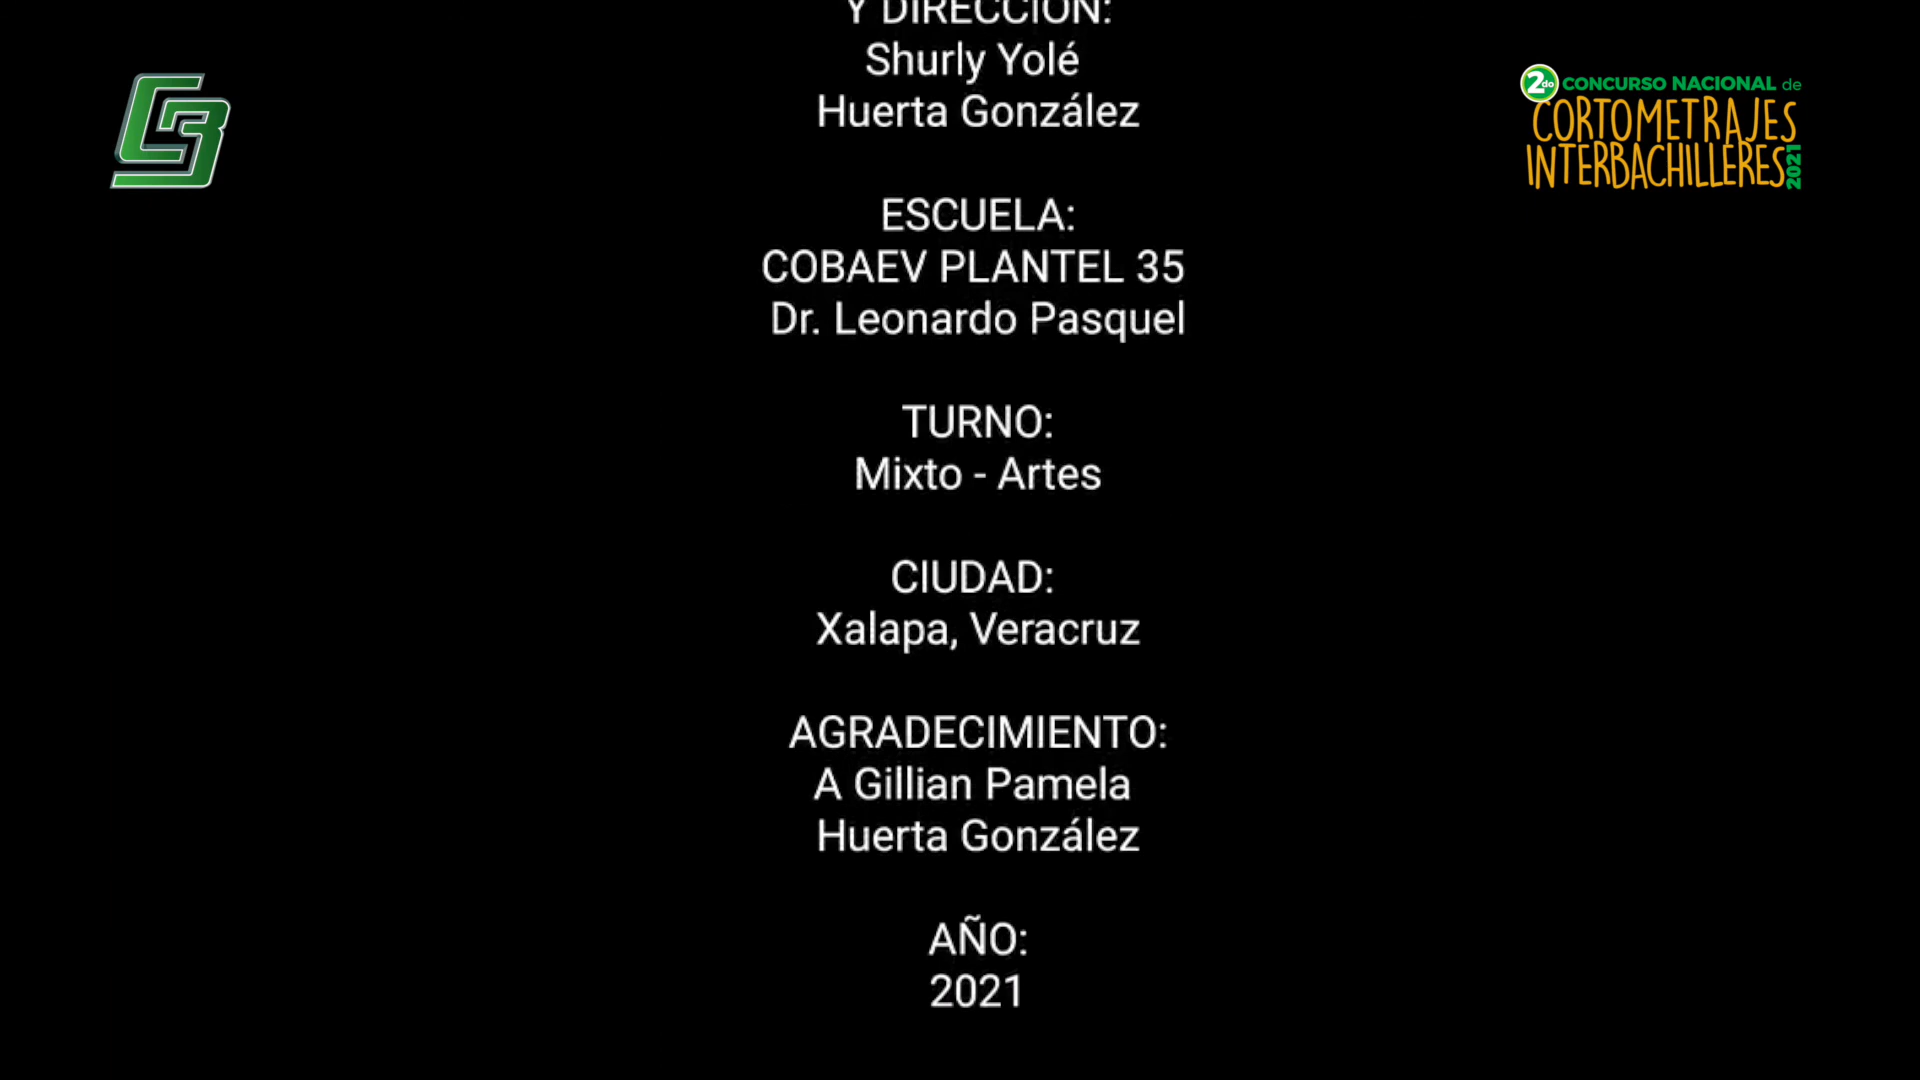 Y DIRECCIÓN:
Shurly Yolé
Huerta González
ESCUELA:
COBAEV PLANTEL 35
Dr. Leonardo Pasquel
TURNO:
Mixto - Artes
CIUDAD:
Xalapa, Veracruz
AGRADECIMIENTO:
A Gillian Pamela
Huerta González
AÑO:
2021
CB
2do CONCURSO NACIONAL de
CORTOMETRAJES
INTERBACHILLERES
2021